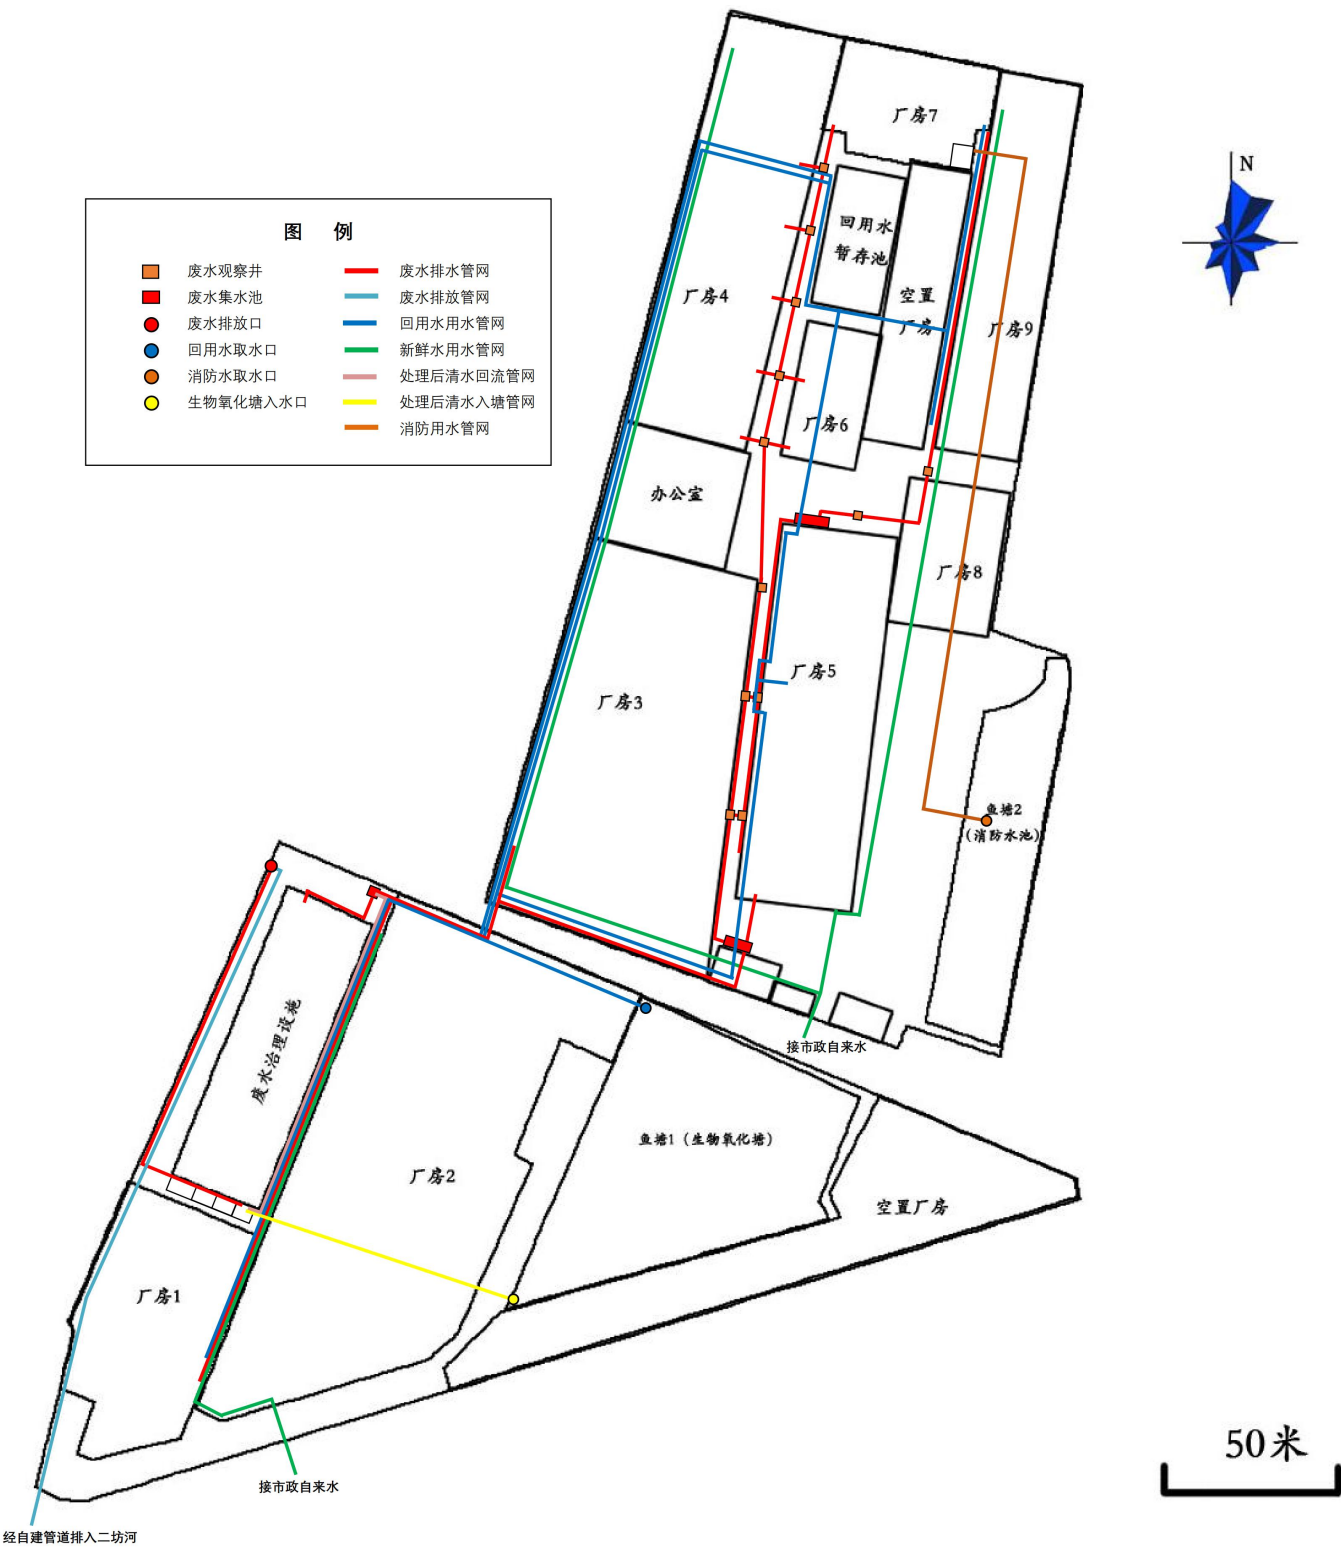 厂房7
N
图 例
废水观察井
废水排水管网
废水集水池
废水排放管网
废水排放口
回用水用水管网
回用水取水口
新鲜水用水管网
消防水取水口
处理后清水回流管网
生物氧化塘入水口
处理后清水入塘管网
消防用水管网
回用水
暂存池
厂房4
空置
厂房
厂房9
厂房6
办公室
厂房8
厂房5
厂房3
鱼塘2
(消防水池)
废水治理设施
接市政自来水
鱼塘1（生物氧化塘）
厂房2
空置厂房
厂房1
50米
接市政自来水
经自建管道排入二坊河